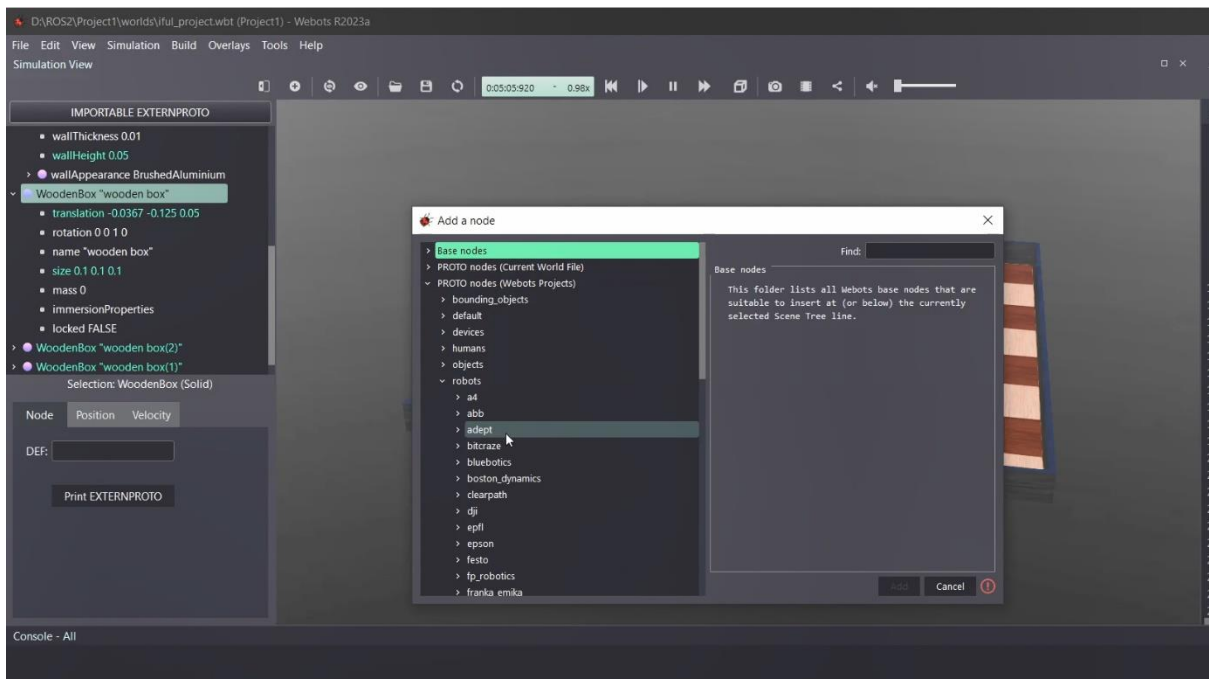 D:\ROS2\Project1\worlds\iful_project.wbt (Project1) - Webots R2023a
File Edit View Simulation Build Overlays Tools Help
Simulation View
0:05:05:920 - 0.98x
IMPORTABLE EXTERNPROTO
wallThickness 0.01
wallHeight 0.05
wallAppearance BrushedAluminium
WoodenBox "wooden box"
translation -0.0367 -0.125 0.05
rotation 0 0 1 0
name "wooden box"
size 0.1 0.1 0.1
mass 0
immersionProperties
locked FALSE
WoodenBox "wooden box(2)"
WoodenBox "wooden box(1)"
Selection: WoodenBox (Solid)
Node Position Velocity
DEF:
Print EXTERNPROTO
Add a node
Base nodes
PROTO nodes (Current World File)
PROTO nodes (Webots Projects)
bounding_objects
default
devices
humans
objects
robots
a4
abb
adept
bitcraze
bluebotics
boston_dynamics
clearpath
dji
epfl
epson
festo
fp_robotics
franka_emika
Find:
Base nodes
This folder lists all Webots base nodes that are
suitable to insert at (or below) the currently
selected Scene Tree line.
Add Cancel
Console - All